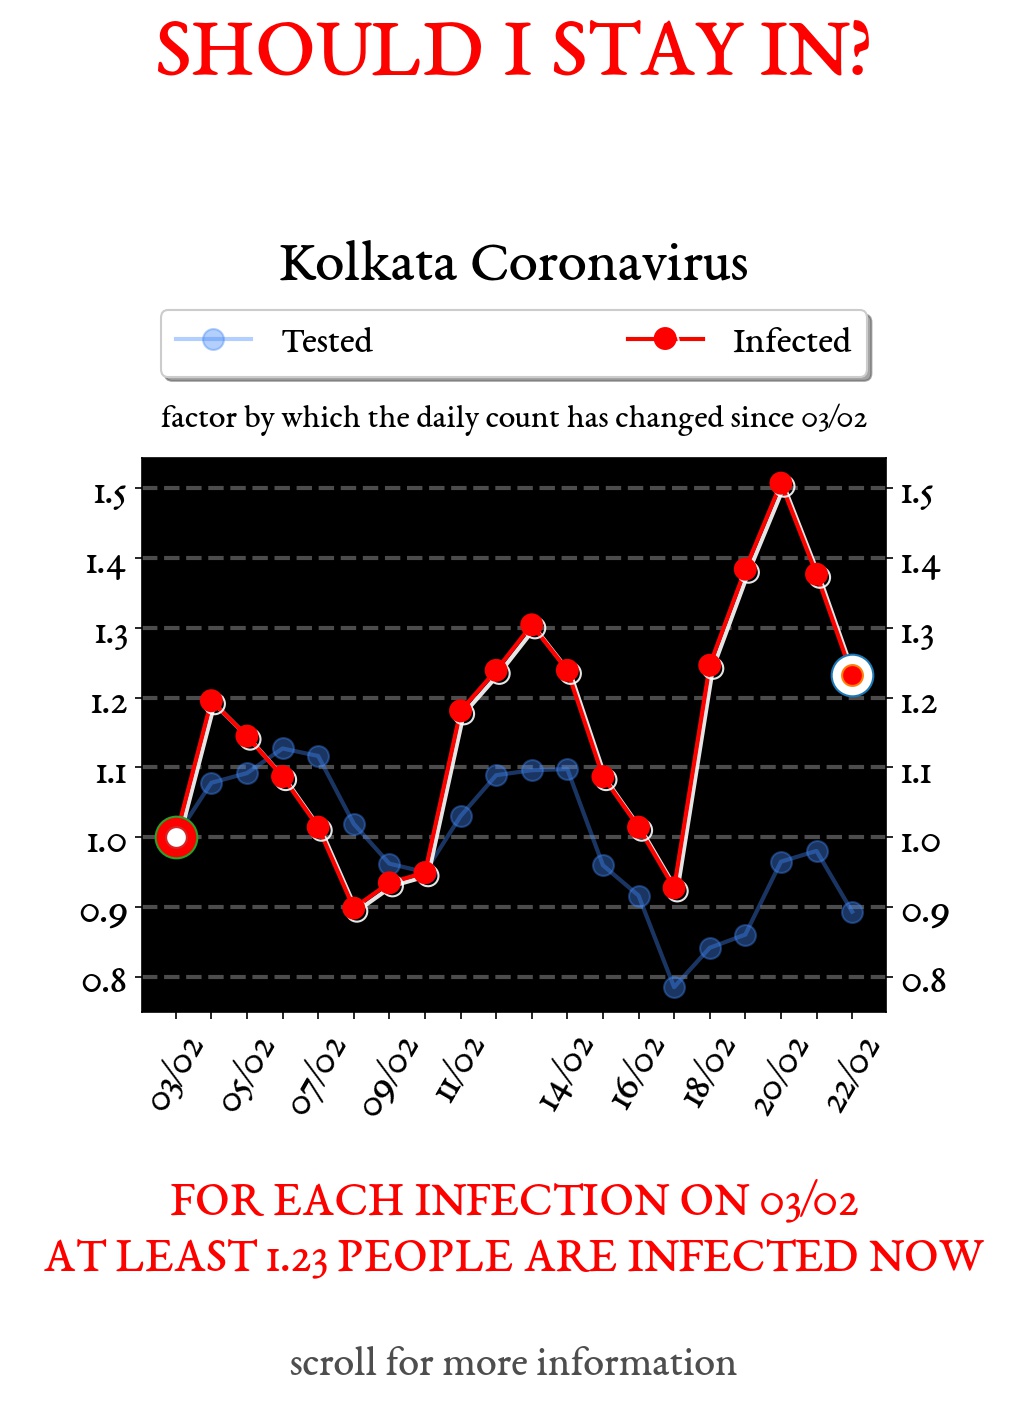 SHOULD I STAY IN?
Kolkata Coronavirus
Tested Infected
factor by which the daily count has changed since 03/02
1.5 1.5
1.4 1.4
1.3 1.3
1.2 1.2
1.1 1.1
1.0 1.0
0.9 0.9
0.8 0.8
03/02 05/02 07/02 09/02 11/02 14/02 16/02 18/02 20/02 22/02
FOR EACH INFECTION ON 03/02
AT LEAST 1.23 PEOPLE ARE INFECTED NOW
scroll for more information